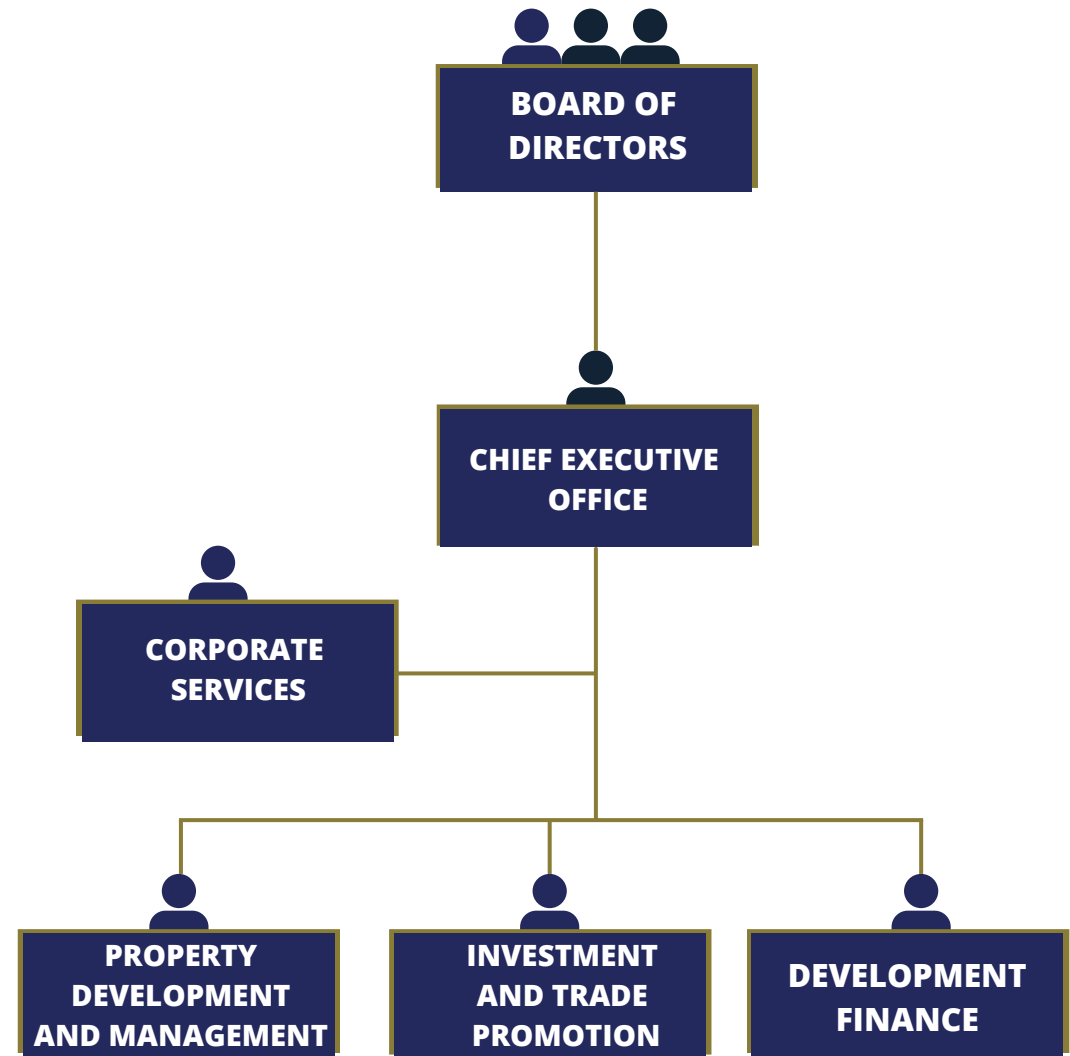 BOARD OF
DIRECTORS
CHIEF EXECUTIVE
OFFICE
CORPORATE
SERVICES
PROPERTY
DEVELOPMENT
AND MANAGEMENT
INVESTMENT
AND TRADE
PROMOTION
DEVELOPMENT
FINANCE